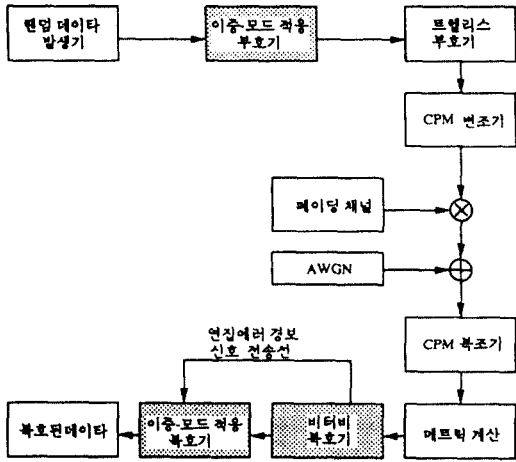 랜덤 데이타
발생기
이중-모드 적응
부호기
트렐리스
부호기
CPM 변조기
페이딩 채널
AWGN
CPM 복조기
연집에러 경보
신호 전송선
복호된데이타
이중-모드 적응
복호기
비터비
복호기
메트릭 계산